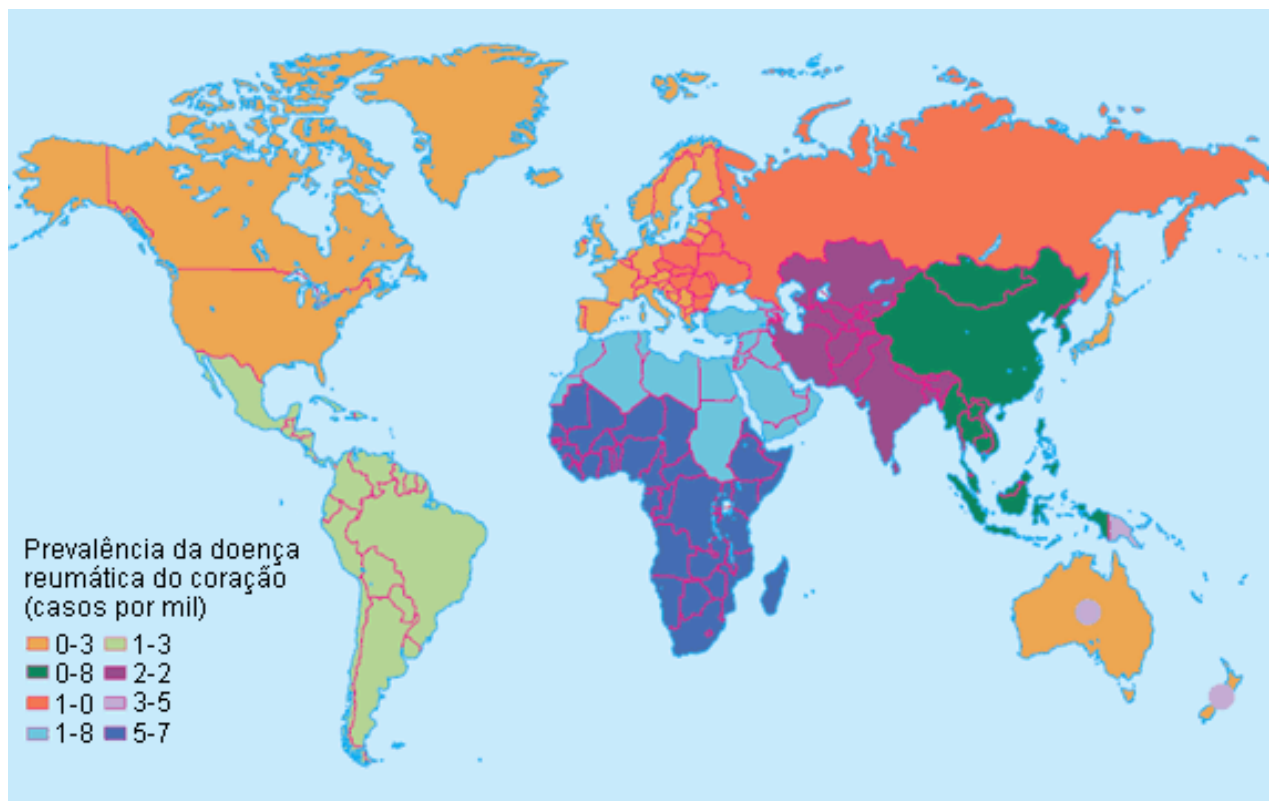 Prevalência da doença
reumática do coração
(casos por mil)
0-3 1-3
0-8 2-2
1-0 3-5
1-8 5-7